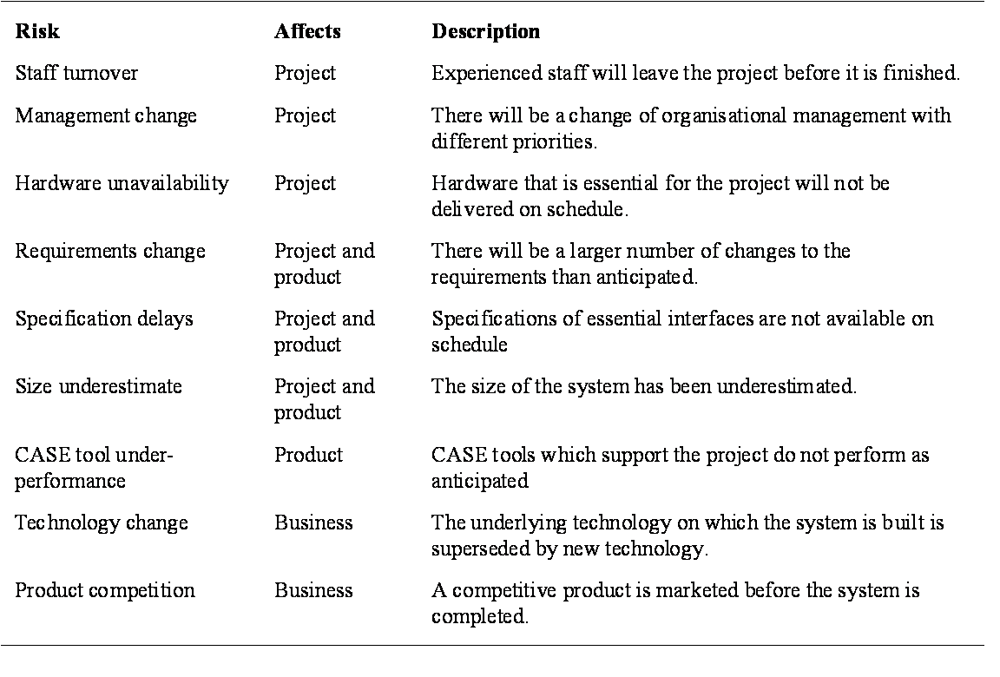 Risk Affects Description
Staff turnover Project Experienced staff will leave the project before it is finished.
Management change Project There will be a change of organisational management with
different priorities.
Hardware unavailability Project Hardware that is essential for the project will not be
delivered on schedule.
Requirements change Project and There will be a larger number of changes to the
product requirements than anticipated.
Specification delays Project and Specifications of essential interfaces are not available on
product schedule
Size underestimate Project and The size of the system has been underestimated.
product
CASE tool under- Product CASE tools which support the project do not perform as
performance anticipated
Technology change Business The underlying technology on which the system is built is
superseded by new technology.
Product competition Business A competitive product is marketed before the system is
completed.